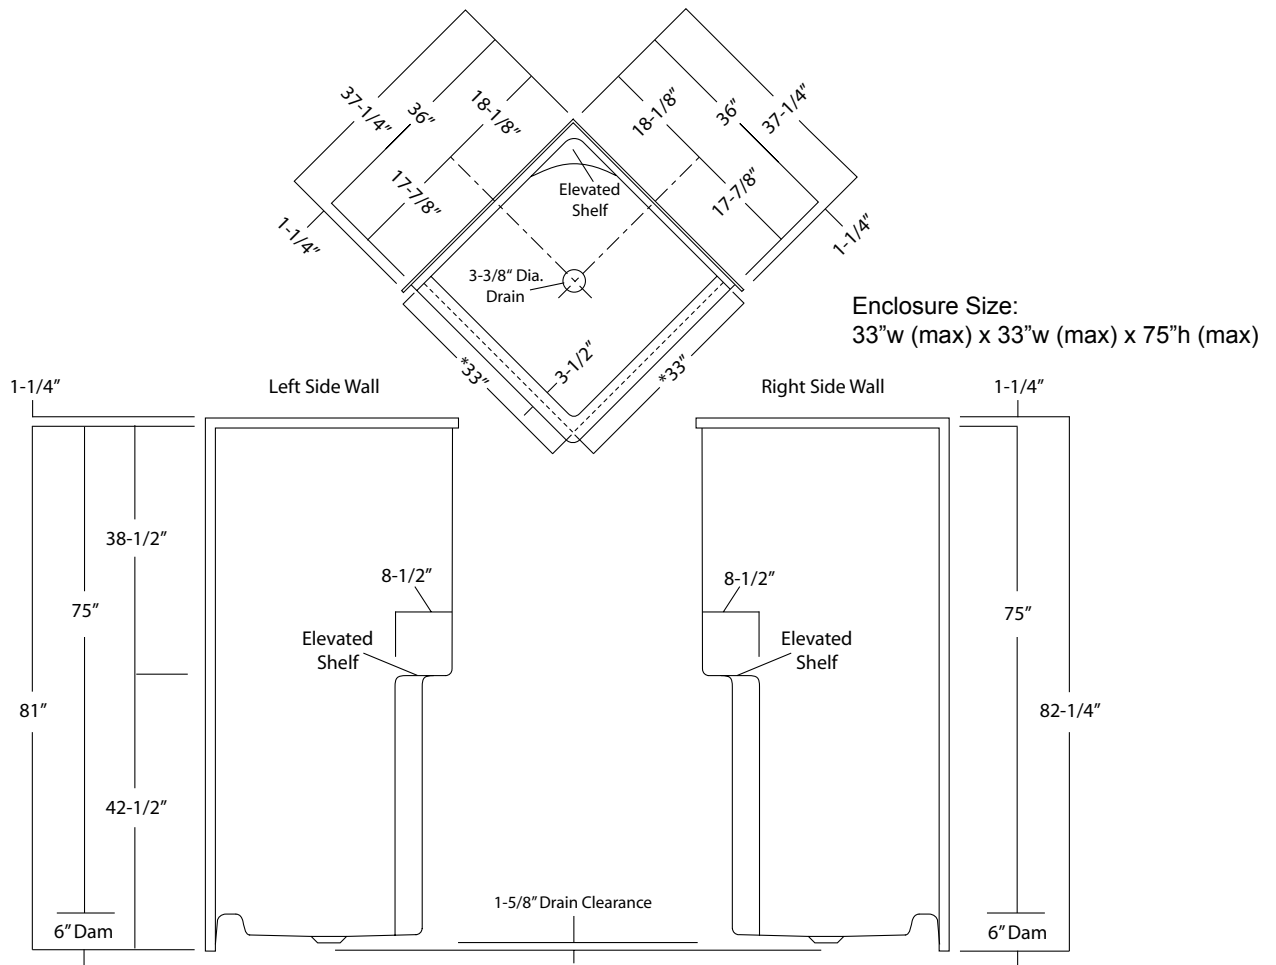 37-1/4″
36″
18-1/8″
17-7/8″
1-1/4″
18-1/8″
36″
37-1/4″
17-7/8″
1-1/4″
Elevated
Shelf
3-3/8“ Dia.
Drain
*33″
3-1/2″
*33″
Enclosure Size:
33”w (max) x 33”w (max) x 75”h (max)
1-1/4″
Left Side Wall
Right Side Wall
1-1/4″
38-1/2″
75″
81″
42-1/2″
6″ Dam
8-1/2″
Elevated
Shelf
8-1/2″
Elevated
Shelf
75″
82-1/4″
6″ Dam
1-5/8″ Drain Clearance